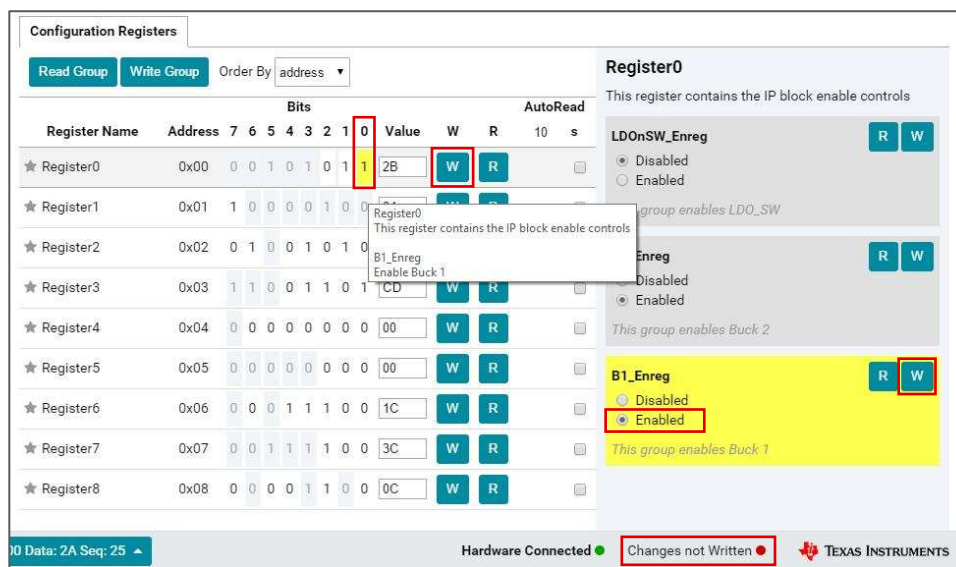 Configuration Registers
Read Group Write Group Order By address
Bits AutoRead
Register Name Address 7 6 5 4 3 2 1 0 Value W R 10 s
Register0 0x00 0 0 1 0 1 0 1 1 2B W R
Register1 0x01 1 0 0 0 0 1 0 0
Register2 0x02 0 1 0 0 1 0 1 0
Register3 0x03 1 1 0 0 1 1 0 1 CD W R
Register4 0x04 0 0 0 0 0 0 0 0 00 W R
Register5 0x05 0 0 0 0 0 0 0 0 00 W R
Register6 0x06 0 0 0 1 1 1 0 0 1C W R
Register7 0x07 0 0 1 1 1 1 0 0 3C W R
Register8 0x08 0 0 0 0 1 1 0 0 0C W R
Register0
This register contains the IP block enable controls
B1_Enreg
Enable Buck 1
Register0
This register contains the IP block enable controls
LDOnSW_Enreg R W
Disabled
Enabled
group enables LDO_SW
Enreg R W
Disabled
Enabled
This group enables Buck 2
B1_Enreg R W
Disabled
Enabled
This group enables Buck 1
00 Data: 2A Seq: 25 Hardware Connected Changes not Written TEXAS INSTRUMENTS